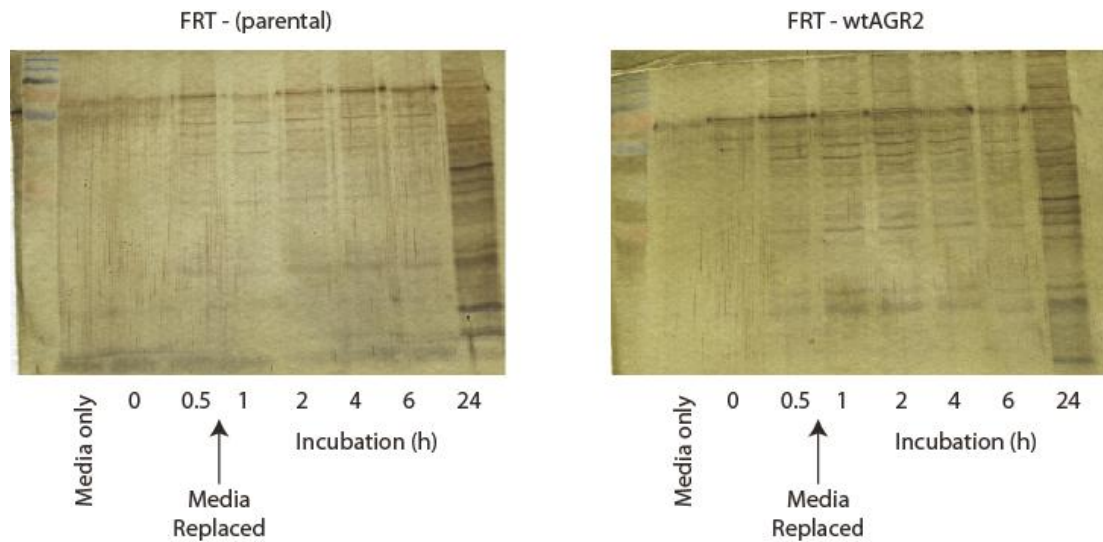 FRT - (parental)
Media only
0
0.5
1
2
4
6
24
Incubation (h)
Media
Replaced
FRT - wtAGR2
Media only
0
0.5
1
2
4
6
24
Incubation (h)
Media
Replaced